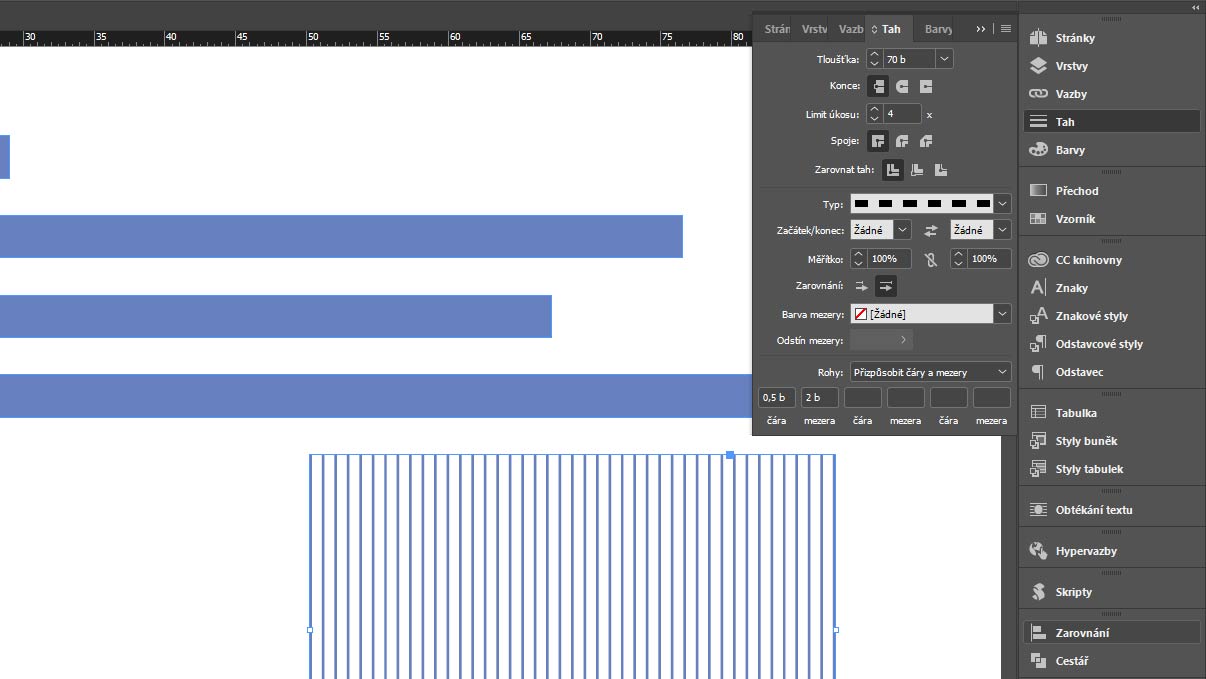 30 35 40 45 50 55 60 65 70 75 80
Strán Vrstv Vazb Tah Barvy
Tloušťka: 70 b
Konce:
Limit úkosu: 4 x
Spoje:
Zarovnat tah:
Typ:
Začátek/konec: Žádné Žádné
Měřítko: 100% 100%
Zarovnání:
Barva mezery: [Žádné]
Odstín mezery:
Rohy: Přizpůsobit čáry a mezery
0,5 b 2 b
čára mezera čára mezera čára mezera
Stránky
Vrstvy
Vazby
Tah
Barvy
Přechod
Vzorník
CC knihovny
Znaky
Znakové styly
Odstavcové styly
Odstavec
Tabulka
Styly buněk
Styly tabulek
Obtékání textu
Hypervazby
Skripty
Zarovnání
Cestář